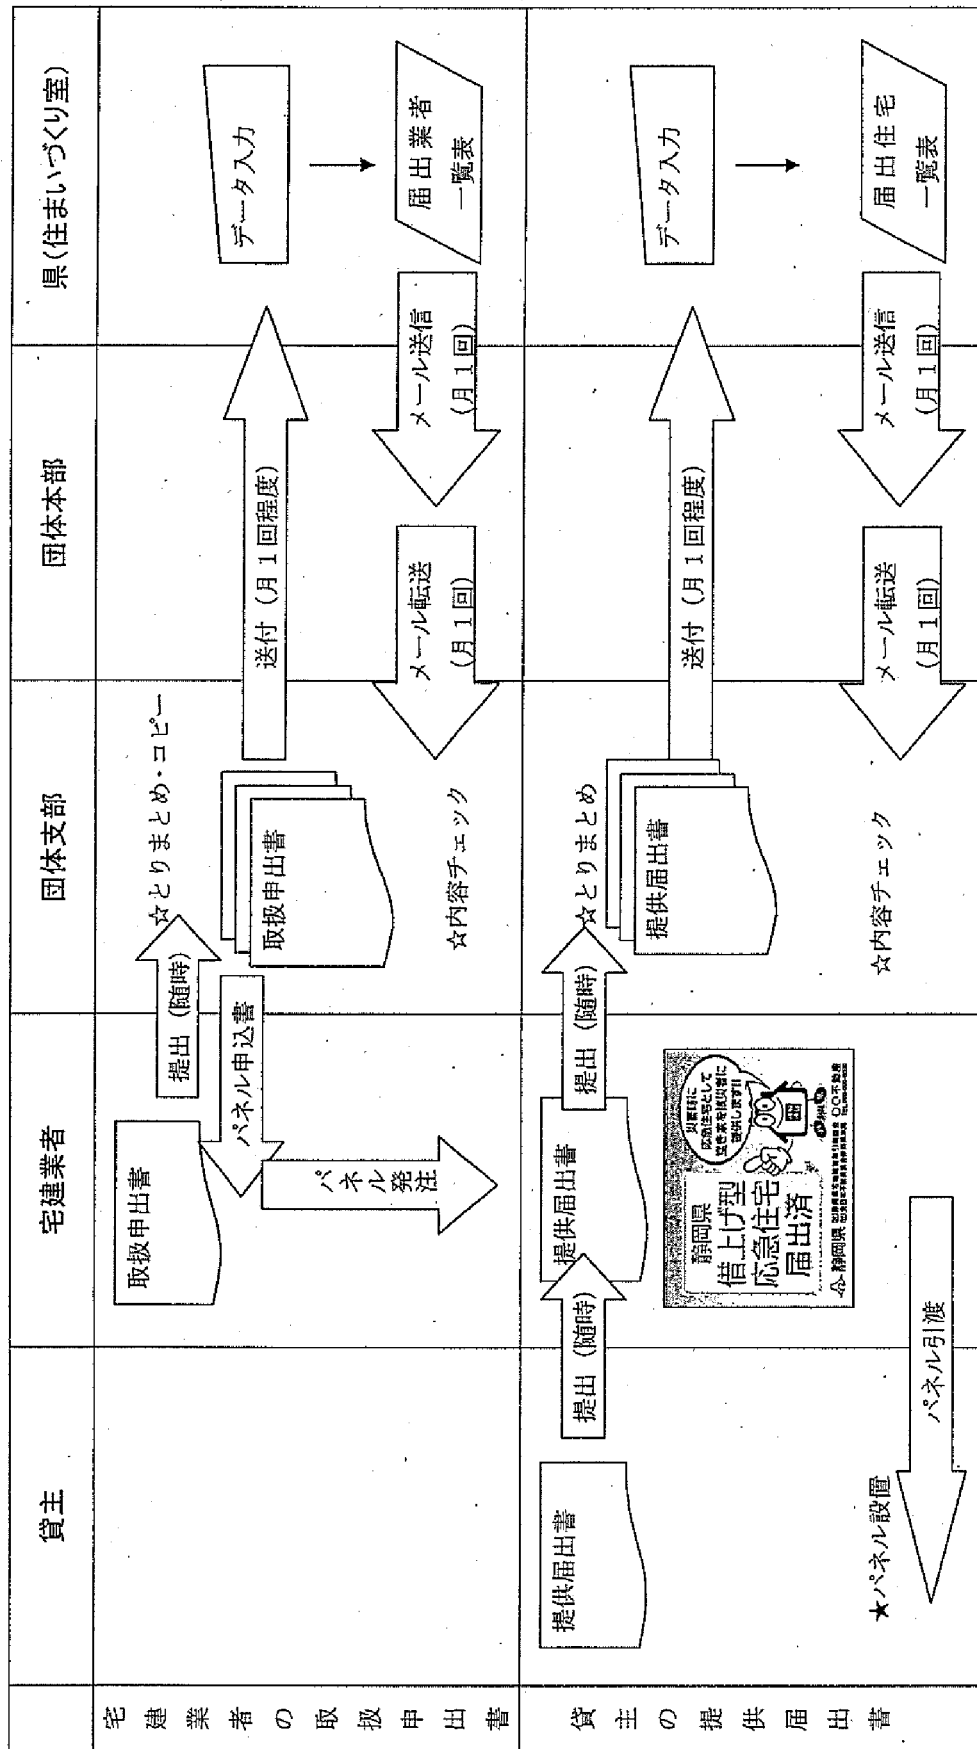 貸主
宅建業者
団体支部
団体本部
県(住まいづくり室)
宅建業者の取扱申出書
取扱申出書
提出 (随時)
☆とりまとめ・コピー
パネル申込書
取扱申出書
パネル発注
送付 (月1回程度)
データ入力
届出業者
一覧表
メール送信
(月1回)
メール転送
(月1回)
☆内容チェック
貸主の提供届出書
提供届出書
提出 (随時)
提供届出書
提出 (随時)
☆とりまとめ
提供届出書
送付 (月1回程度)
データ入力
届出住宅
一覧表
メール送信
(月1回)
メール転送
(月1回)
☆内容チェック
静岡県
借上げ型
応急住宅
届出済
災害時に
応急住宅として
空き家を被災者に
提供します!!
静岡県
〇〇不動産
パネル引渡
★パネル設置